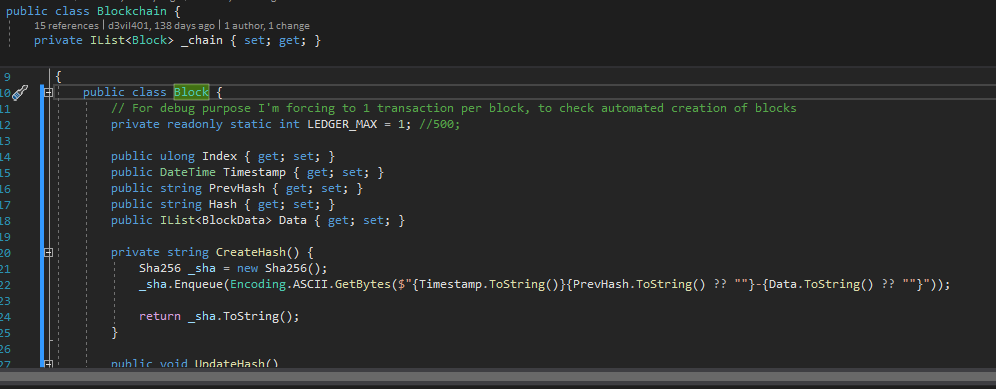 public class Blockchain {
15 references | d3vil401, 138 days ago | 1 author, 1 change
private IList<Block> _chain { set; get; }
9 {
10 public class Block {
11 // For debug purpose I'm forcing to 1 transaction per block, to check automated creation of blocks
12 private readonly static int LEDGER_MAX = 1; //500;
13
14 public ulong Index { get; set; }
15 public DateTime Timestamp { get; set; }
16 public string PrevHash { get; set; }
17 public string Hash { get; set; }
18 public IList<BlockData> Data { get; set; }
19
20 private string CreateHash() {
21 Sha256 _sha = new Sha256();
22 _sha.Enqueue(Encoding.ASCII.GetBytes($"{Timestamp.ToString()}{PrevHash.ToString() ?? ""}-{Data.ToString() ?? ""}"));
23
24 return _sha.ToString();
25 }
26
27 public void UpdateHash()